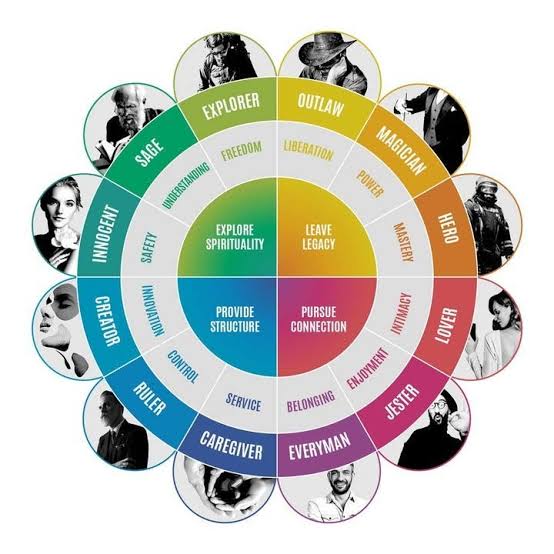 EXPLORER
OUTLAW
MAGICIAN
HERO
LOVER
JESTER
EVERYMAN
CAREGIVER
RULER
CREATOR
INNOCENT
SAGE
FREEDOM
LIBERATION
POWER
MASTERY
INTIMACY
ENJOYMENT
BELONGING
SERVICE
CONTROL
INNOVATION
SAFETY
UNDERSTANDING
EXPLORE
SPIRITUALITY
LEAVE
LEGACY
PROVIDE
STRUCTURE
PURSUE
CONNECTION